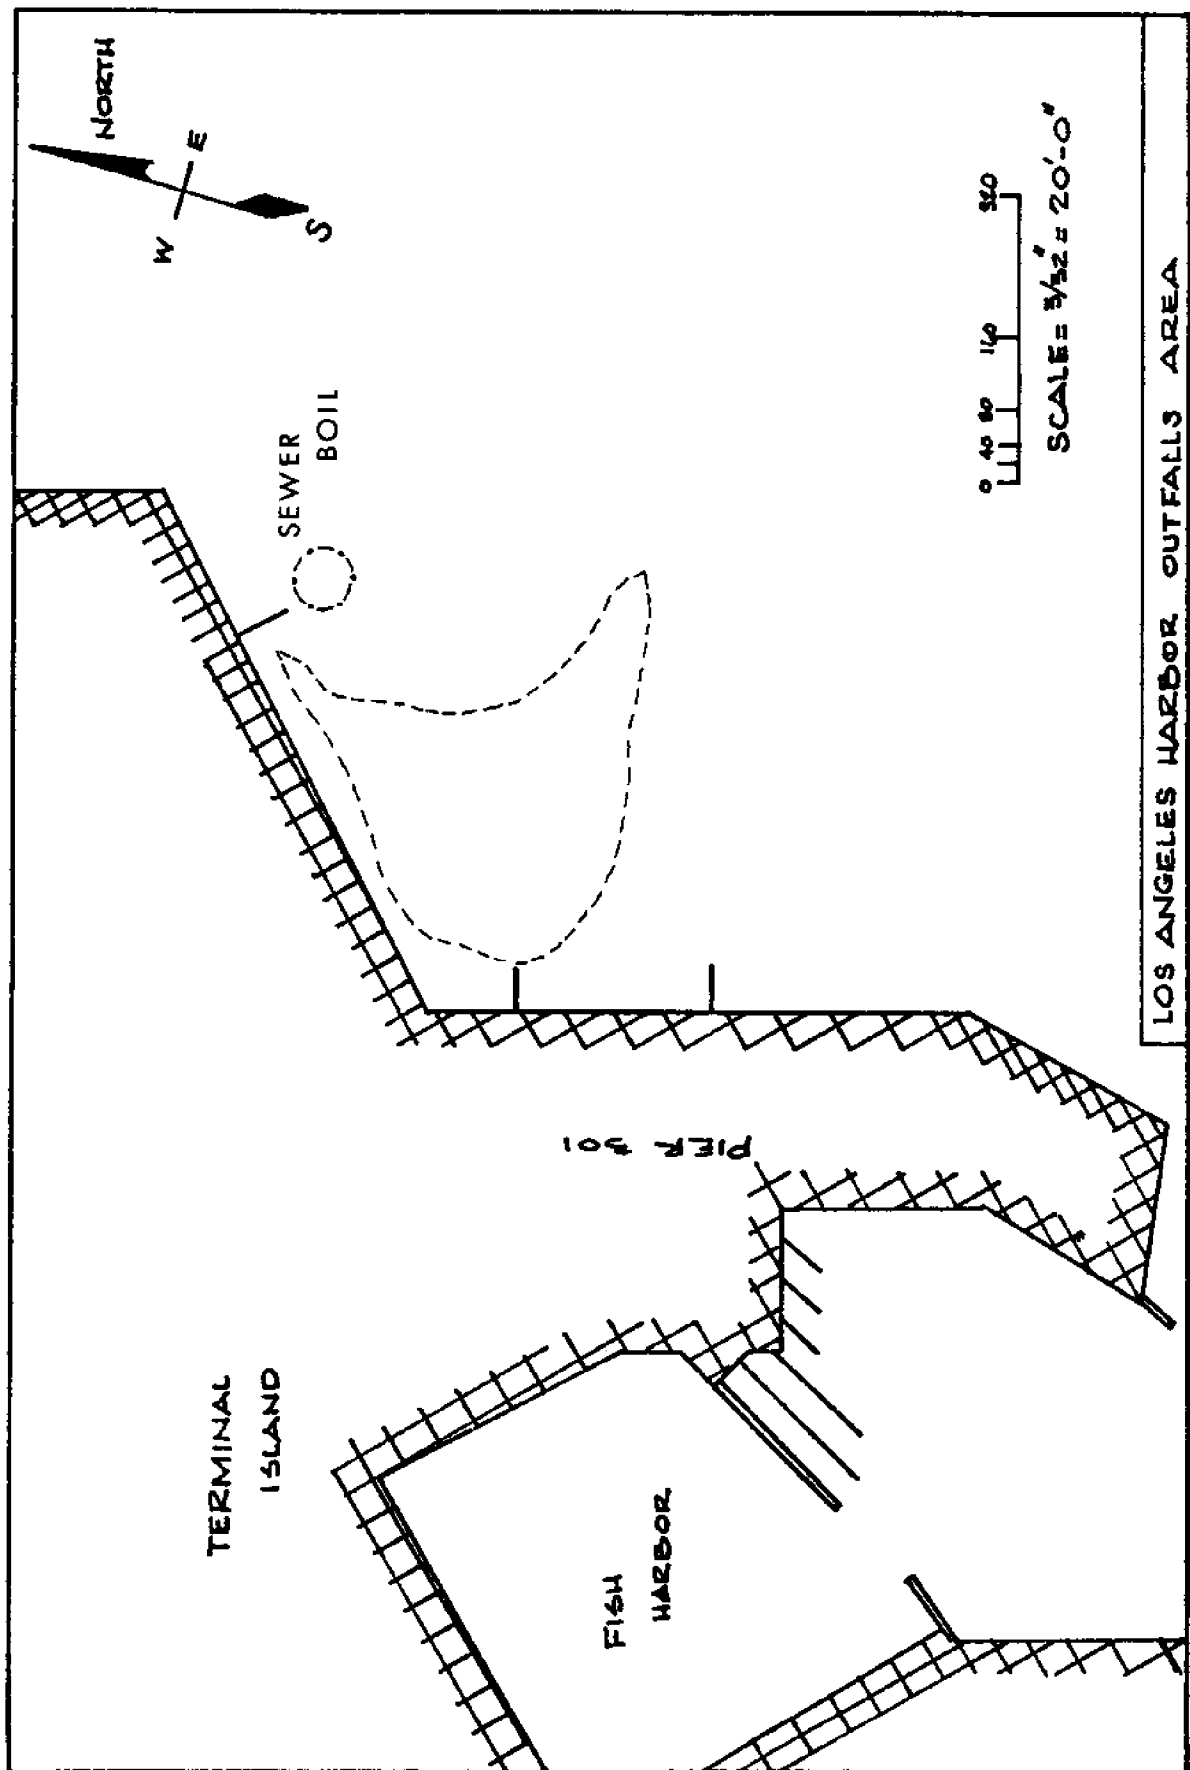 NORTH
W
E
S
SEWER
BOIL
TERMINAL
ISLAND
PIER #301
FISH
HARBOR
0 40 80 160 320
SCALE = 3/32" = 20'-0"
LOS ANGELES HARBOR OUTFALLS AREA